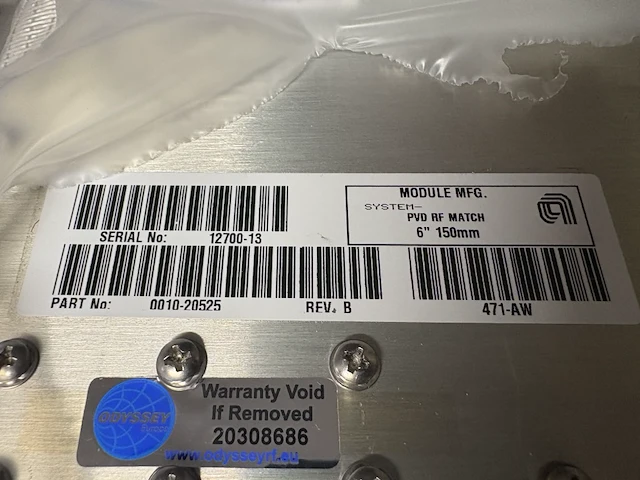 MODULE MFG.
SYSTEM-
PVD RF MATCH
6" 150mm
SERIAL No: 12700-13
PART No: 0010-20525 REV. B 471-AW
Warranty Void
If Removed
20308686
www.odysseyrf.eu
ODYSSEY